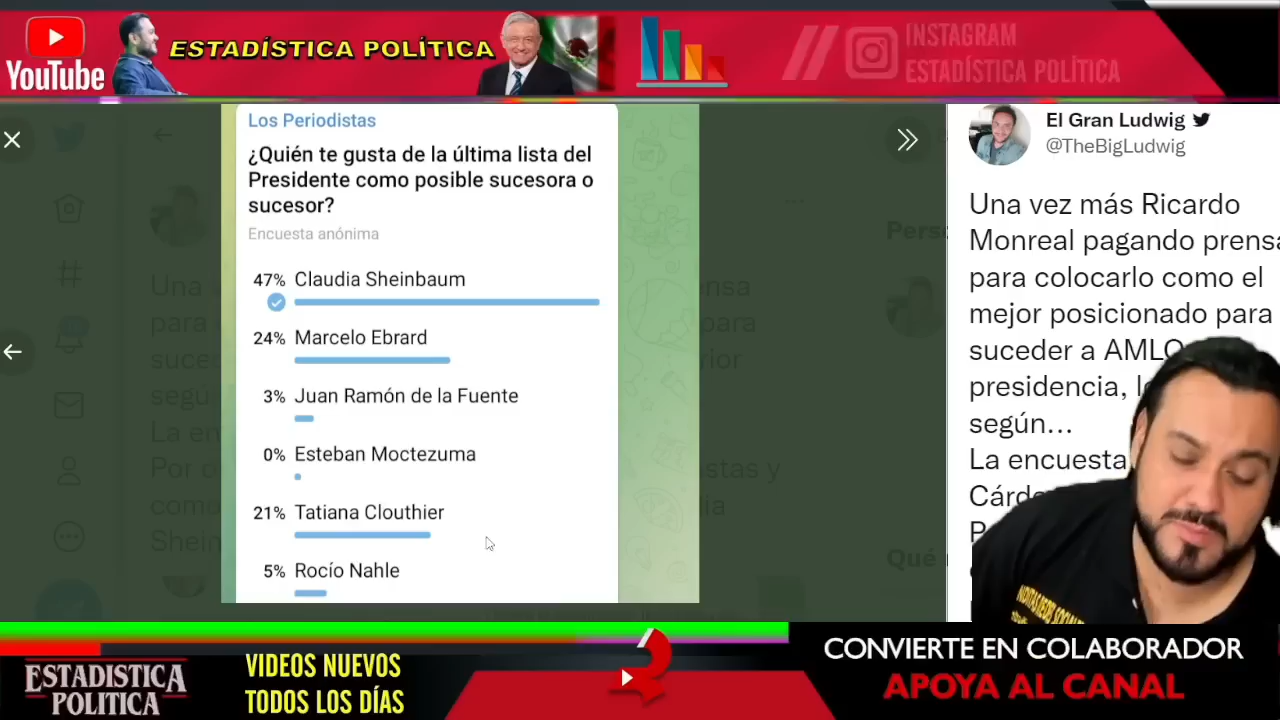 YouTube
ESTADÍSTICA POLÍTICA
INSTAGRAM
ESTADÍSTICA POLÍTICA
Los Periodistas
¿Quién te gusta de la última lista del
Presidente como posible sucesora o
sucesor?
Encuesta anónima
47% Claudia Sheinbaum
24% Marcelo Ebrard
3% Juan Ramón de la Fuente
0% Esteban Moctezuma
21% Tatiana Clouthier
5% Rocío Nahle
El Gran Ludwig
@TheBigLudwig
Una vez más Ricardo
Monreal pagando prensa
para colocarlo como el
mejor posicionado para
suceder a AMLO
presidencia,
según...
La encuesta
ESTADISTICA
POLÍTICA
VIDEOS NUEVOS
TODOS LOS DÍAS
CONVIERTE EN COLABORADOR
APOYA AL CANAL